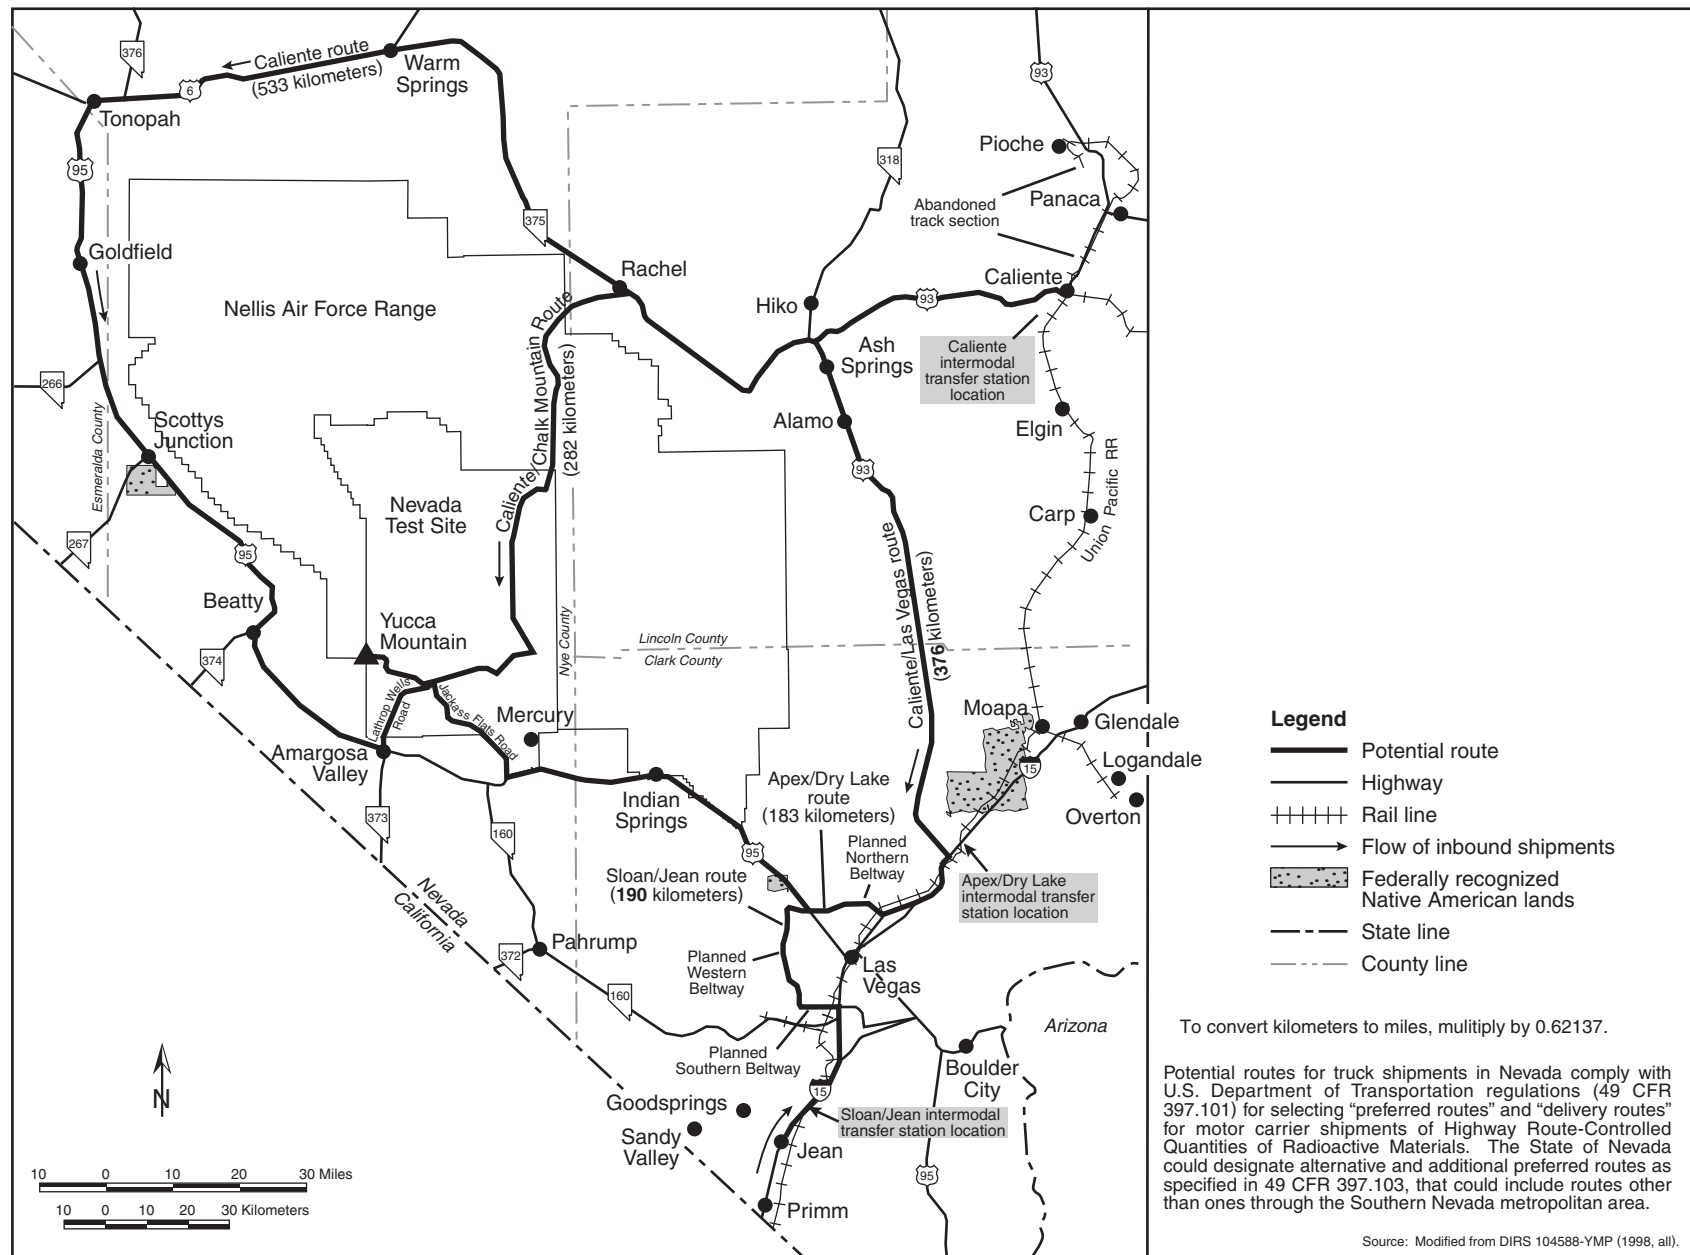 376
Caliente route
(533 kilometers)
6
Warm
Springs
Tonopah
95
93
Pioche
318
Abandoned
track section
Panaca
375
Goldfield
Rachel
Caliente
Nellis Air Force Range
Hiko
93
Caliente/Chalk Mountain Route
(282 kilometers)
Ash
Springs
Caliente
intermodal
transfer station
location
266
Esmeralda County
Scottys
Junction
Alamo
Elgin
93
Union Pacific RR
Nevada
Test Site
Carp
267
95
Caliente/Las Vegas route
(376 kilometers)
Beatty
Yucca
Mountain
Nye County
Lincoln County
Clark County
374
Lathrop Wells
Road
Jackass Flats Road
Mercury
Moapa
Glendale
Logandale
15
Overton
Amargosa
Valley
Indian
Springs
Apex/Dry Lake
route
(183 kilometers)
373
160
95
Planned
Northern
Beltway
Sloan/Jean route
(190 kilometers)
Apex/Dry Lake
intermodal transfer
station location
Nevada
California
372
Pahrump
Planned
Western
Beltway
Las
Vegas
160
Arizona
Planned
Southern Beltway
Boulder
City
15
N
Goodsprings
Sloan/Jean intermodal
transfer station location
Sandy
Valley
Jean
95
Primm
10 0 10 20 30 Miles
10 0 10 20 30 Kilometers
Legend
Potential route
Highway
Rail line
Flow of inbound shipments
Federally recognized
Native American lands
State line
County line
To convert kilometers to miles, mulitiply by 0.62137.
Potential routes for truck shipments in Nevada comply with
U.S. Department of Transportation regulations (49 CFR
397.101) for selecting “preferred routes” and “delivery routes”
for motor carrier shipments of Highway Route-Controlled
Quantities of Radioactive Materials. The State of Nevada
could designate alternative and additional preferred routes as
specified in 49 CFR 397.103, that could include routes other
than ones through the Southern Nevada metropolitan area.
Source: Modified from DIRS 104588-YMP (1998, all).